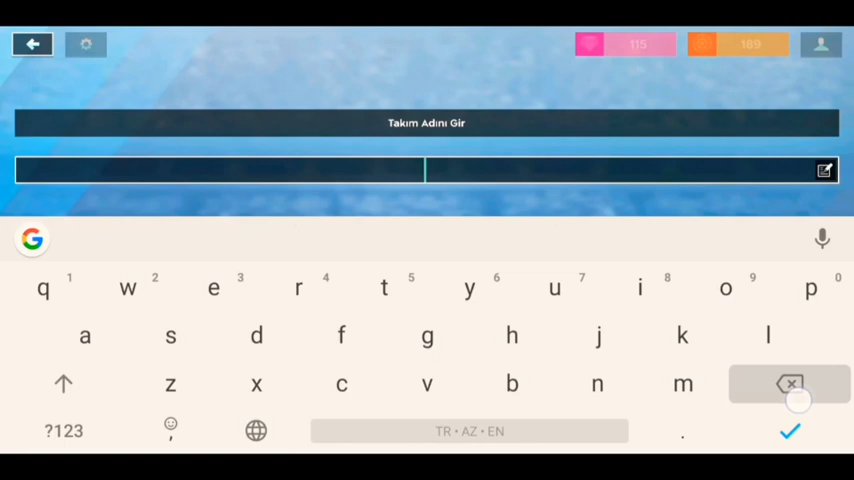 115
189
Takım Adını Gir
G
q 1 w 2 e 3 r 4 t 5 y 6 u 7 i 8 o 9 p 0
a s d f g h j k l
z x c v b n m
?123 , TR • AZ • EN .